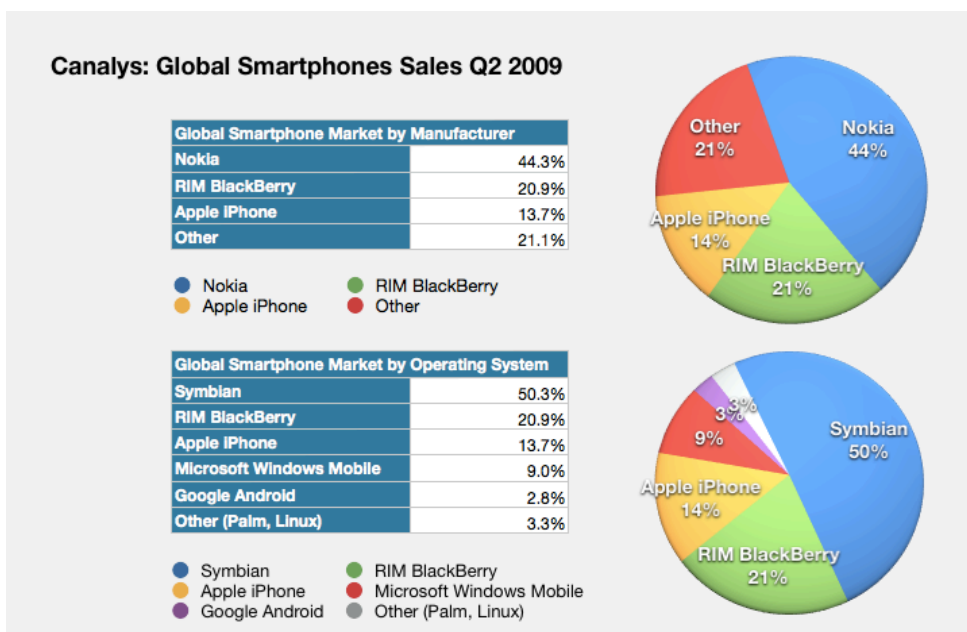 Canalys: Global Smartphones Sales Q2 2009
Global Smartphone Market by Manufacturer
Nokia 44.3%
RIM BlackBerry 20.9%
Apple iPhone 13.7%
Other 21.1%
Nokia RIM BlackBerry
Apple iPhone Other
Other
21%
Nokia
44%
Apple iPhone
14%
RIM BlackBerry
21%
Global Smartphone Market by Operating System
Symbian 50.3%
RIM BlackBerry 20.9%
Apple iPhone 13.7%
Microsoft Windows Mobile 9.0%
Google Android 2.8%
Other (Palm, Linux) 3.3%
Symbian RIM BlackBerry
Apple iPhone Microsoft Windows Mobile
Google Android Other (Palm, Linux)
3%
3%
9%
Symbian
50%
Apple iPhone
14%
RIM BlackBerry
21%